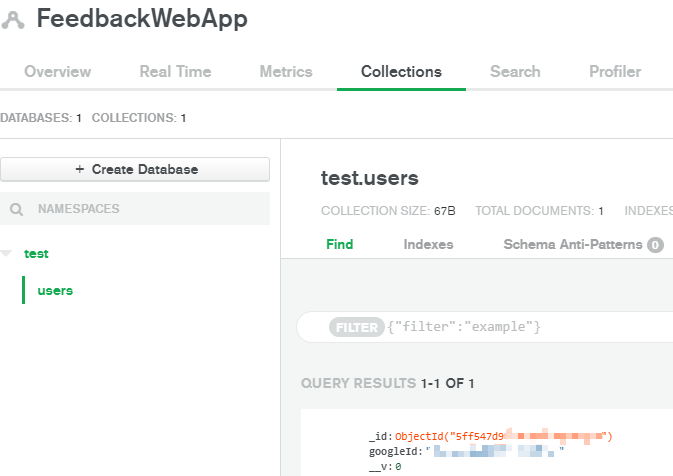 FeedbackWebApp
Overview Real Time Metrics Collections Search Profiler
DATABASES: 1 COLLECTIONS: 1
+ Create Database
NAMESPACES
test
users
test.users
COLLECTION SIZE: 67B TOTAL DOCUMENTS: 1 INDEXES
Find Indexes Schema Anti-Patterns 0
FILTER {"filter":"example"}
QUERY RESULTS 1-1 OF 1
_id: ObjectId("5ff547d9 ")
googleId: " "
__v: 0